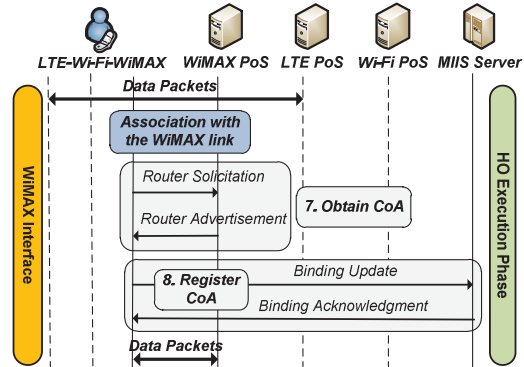 LTE-Wi-Fi-WiMAX WiMAX PoS LTE PoS Wi-Fi PoS MIIS Server
Data Packets
Association with
the WiMAX link
Router Solicitation
7. Obtain CoA
Router Advertisement
WiMAX Interface
HO Execution Phase
8. Register
CoA
Binding Update
Binding Acknowledgment
Data Packets